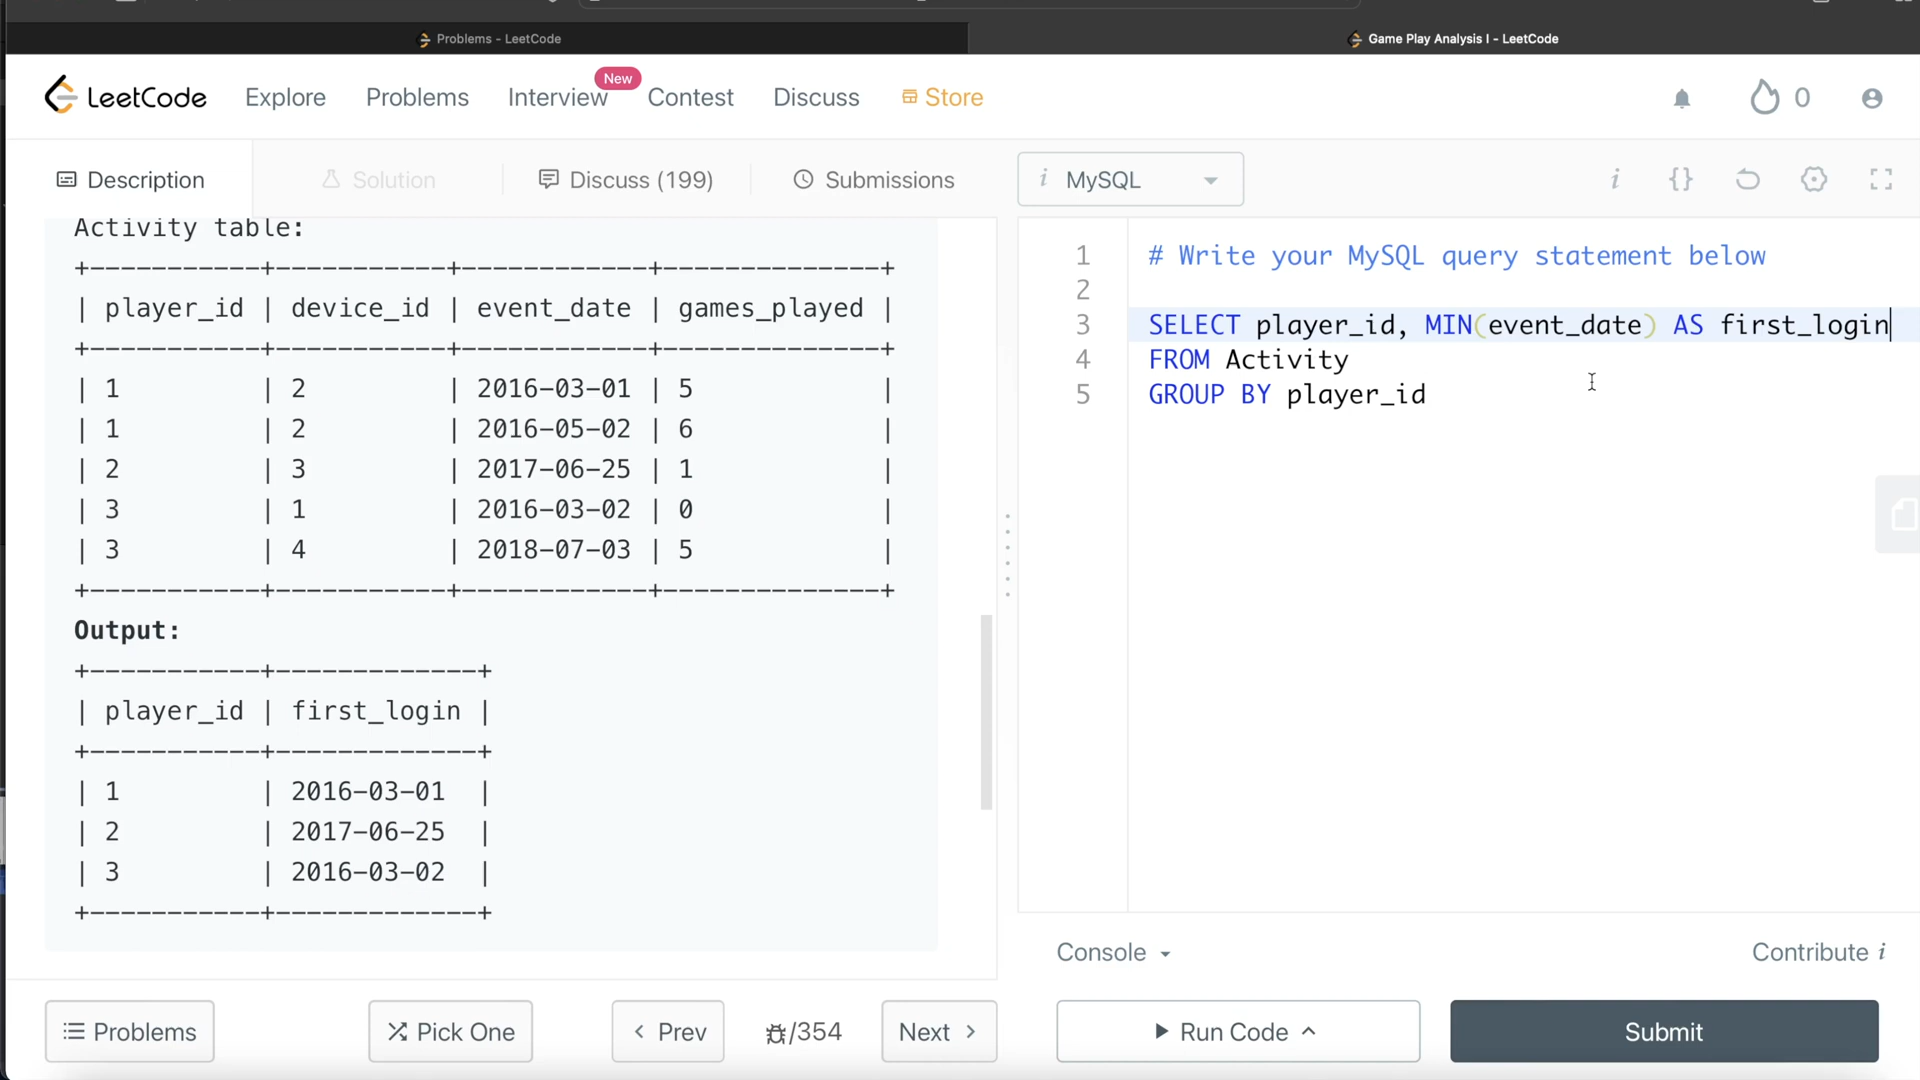 Problems - LeetCode
Game Play Analysis I - LeetCode
LeetCode
Explore
Problems
Interview
New
Contest
Discuss
Store
0
Description
Solution
Discuss (199)
Submissions
i MySQL
i {}
Activity table:
+-----------+-----------+------------+--------------+
| player_id | device_id | event_date | games_played |
+-----------+-----------+------------+--------------+
| 1 | 2 | 2016-03-01 | 5 |
| 1 | 2 | 2016-05-02 | 6 |
| 2 | 3 | 2017-06-25 | 1 |
| 3 | 1 | 2016-03-02 | 0 |
| 3 | 4 | 2018-07-03 | 5 |
+-----------+-----------+------------+--------------+
Output:
+-----------+-------------+
| player_id | first_login |
+-----------+-------------+
| 1 | 2016-03-01 |
| 2 | 2017-06-25 |
| 3 | 2016-03-02 |
+-----------+-------------+
1 # Write your MySQL query statement below
2
3 SELECT player_id, MIN(event_date) AS first_login
4 FROM Activity
5 GROUP BY player_id
Console
Contribute i
Problems
Pick One
Prev
/354
Next
Run Code
Submit